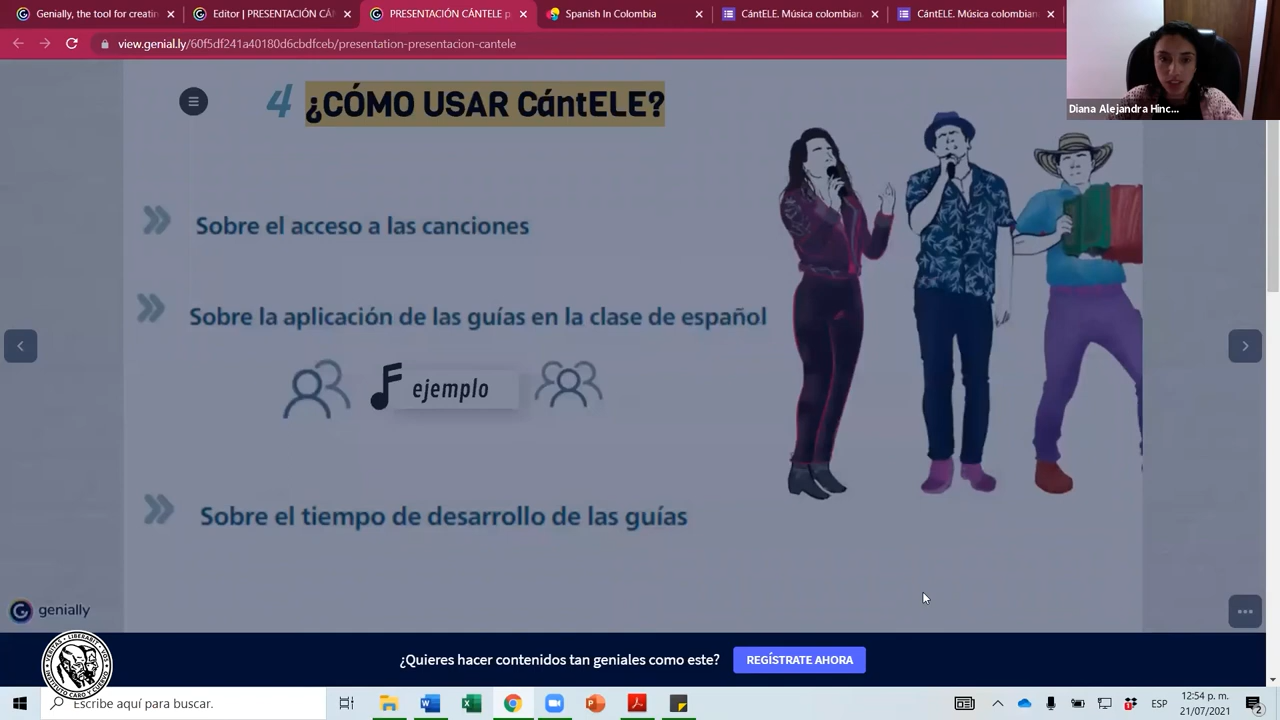 Genially, the tool for creatin
Editor | PRESENTACIÓN CÁN
PRESENTACIÓN CÁNTELE p
Spanish In Colombia
CántELE. Música colombian
CántELE. Música colombian
view.genial.ly/60f5df241a40180d6cbdfceb/presentation-presentacion-cantele
Diana Alejandra Hinc...
4 ¿CÓMO USAR CántELE?
Sobre el acceso a las canciones
Sobre la aplicación de las guías en la clase de español
ejemplo
Sobre el tiempo de desarrollo de las guías
genially
¿Quieres hacer contenidos tan geniales como este?
REGÍSTRATE AHORA
Escribe aquí para buscar.
ESP
12:54 p. m.
21/07/2021
2